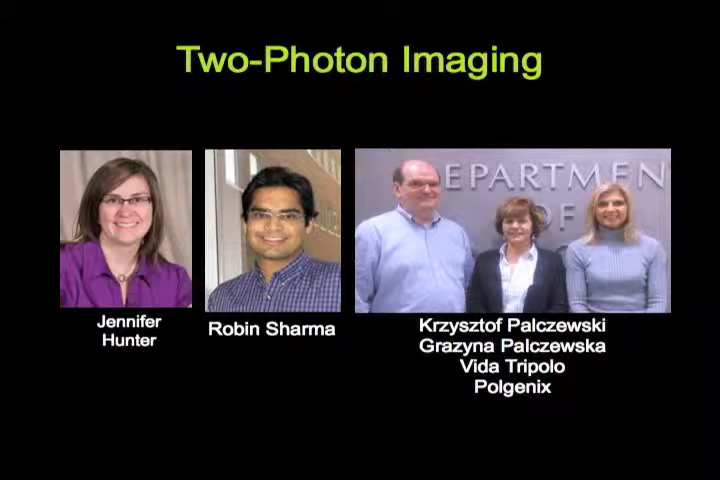 Two-Photon Imaging
EPARTMEN
OF
Jennifer
Hunter
Robin Sharma
Krzysztof Palczewski
Grazyna Palczewska
Vida Tripolo
Polgenix